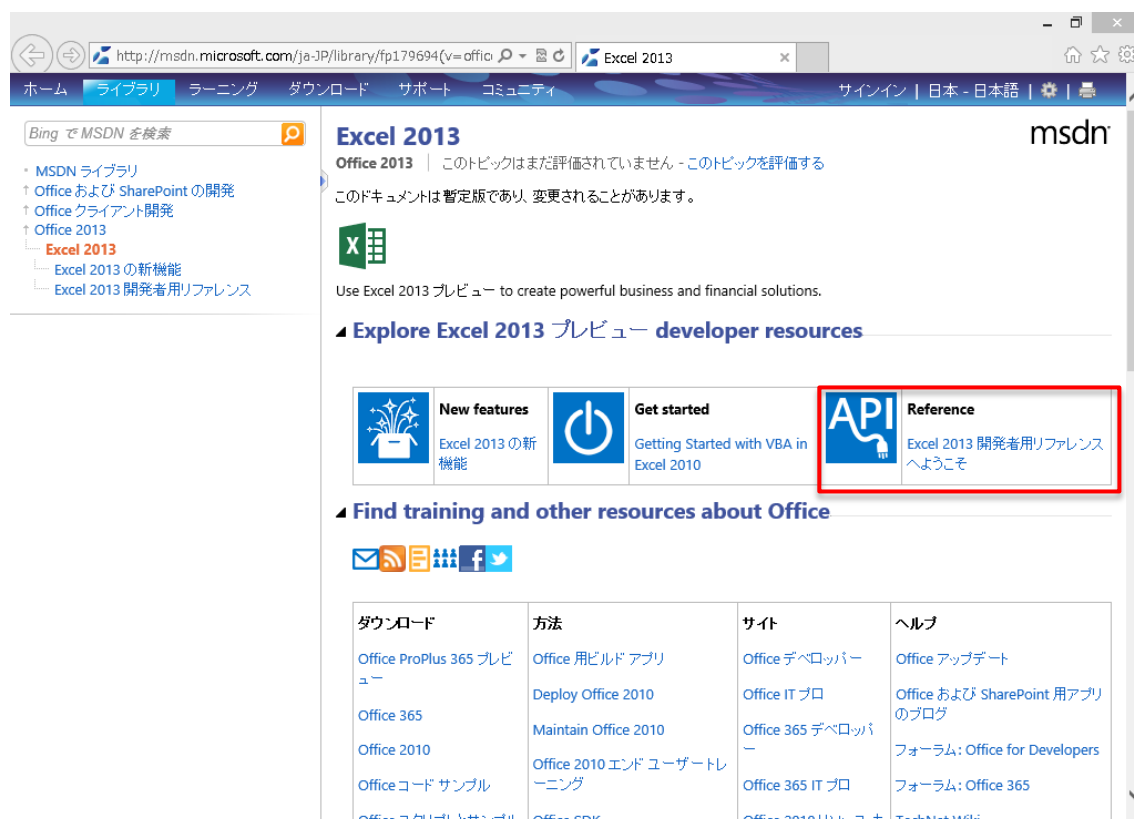 http://msdn.microsoft.com/ja-JP/library/fp179694(v=offic
Excel 2013
ホーム ライブラリ ラーニング ダウンロード サポート コミュニティ サインイン | 日本 - 日本語
Bing で MSDN を検索
MSDN ライブラリ
Office および SharePoint の開発
Office クライアント開発
Office 2013
Excel 2013
Excel 2013 の新機能
Excel 2013 開発者用リファレンス
msdn
Excel 2013
Office 2013 | このトピックはまだ評価されていません - このトピックを評価する
このドキュメントは暫定版であり、変更されることがあります。
Use Excel 2013 プレビュー to create powerful business and financial solutions.
Explore Excel 2013 プレビュー developer resources
New features
Excel 2013 の新
機能
Get started
Getting Started with VBA in
Excel 2010
API
Reference
Excel 2013 開発者用リファレンス
へようこそ
Find training and other resources about Office
ダウンロード
Office ProPlus 365 プレビ
ュー
Office 365
Office 2010
Office コード サンプル
方法
Office 用ビルド アプリ
Deploy Office 2010
Maintain Office 2010
Office 2010 エンド ユーザー トレ
ーニング
Office SDK
サイト
Office デベロッパー
Office IT プロ
Office 365 デベロッパ
ー
Office 365 IT プロ
ヘルプ
Office アップデート
Office および SharePoint 用アプリ
のブログ
フォーラム: Office for Developers
フォーラム: Office 365
TechNet Wiki